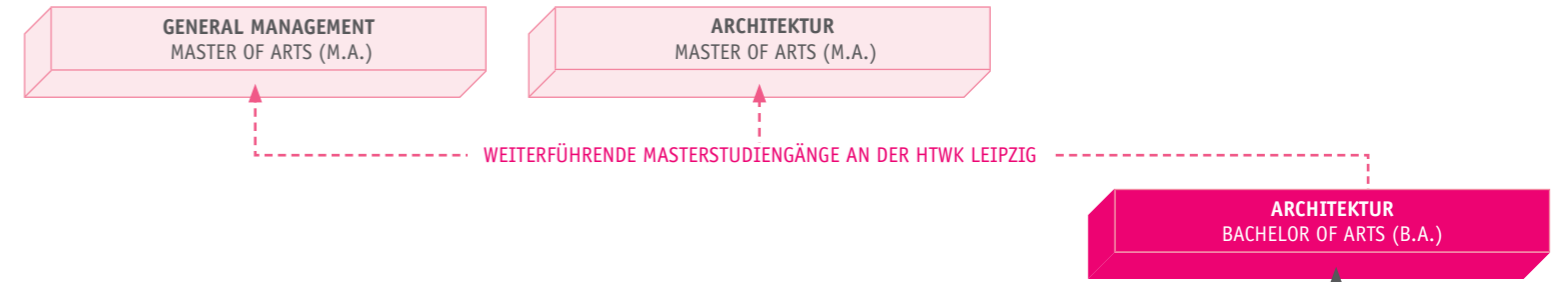 GENERAL MANAGEMENT
MASTER OF ARTS (M.A.)
ARCHITEKTUR
MASTER OF ARTS (M.A.)
WEITERFÜHRENDE MASTERSTUDIENGÄNGE AN DER HTWK LEIPZIG
ARCHITEKTUR
BACHELOR OF ARTS (B.A.)